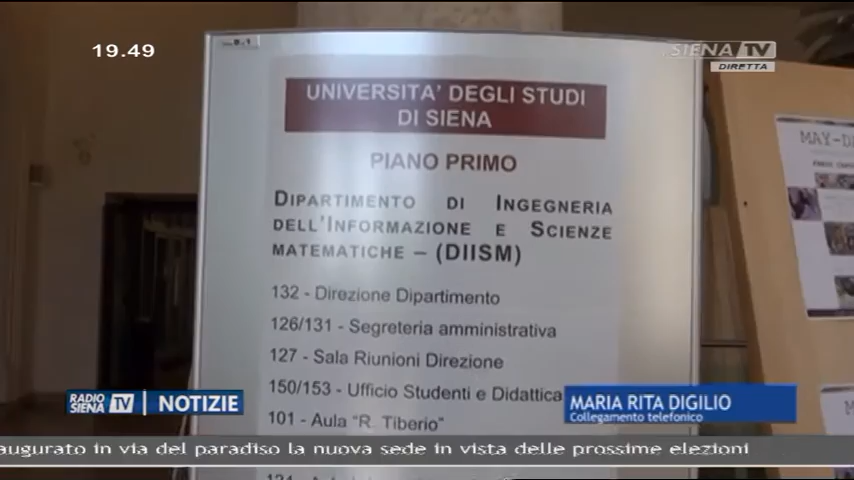 19.49
SIENA TV
DIRETTA
UNIVERSITA' DEGLI STUDI
DI SIENA
PIANO PRIMO
DIPARTIMENTO DI INGEGNERIA
DELL'INFORMAZIONE E SCIENZE
MATEMATICHE – (DIISM)
132 - Direzione Dipartimento
126/131 - Segreteria amministrativa
127 - Sala Riunioni Direzione
150/153 - Ufficio Studenti e Didattica
101 - Aula "R. Tiberio"
MAY-D
RADIO
SIENA TV
NOTIZIE
MARIA RITA DIGILIO
Collegamento telefonico
augurato in via del paradiso la nuova sede in vista delle prossime elezioni